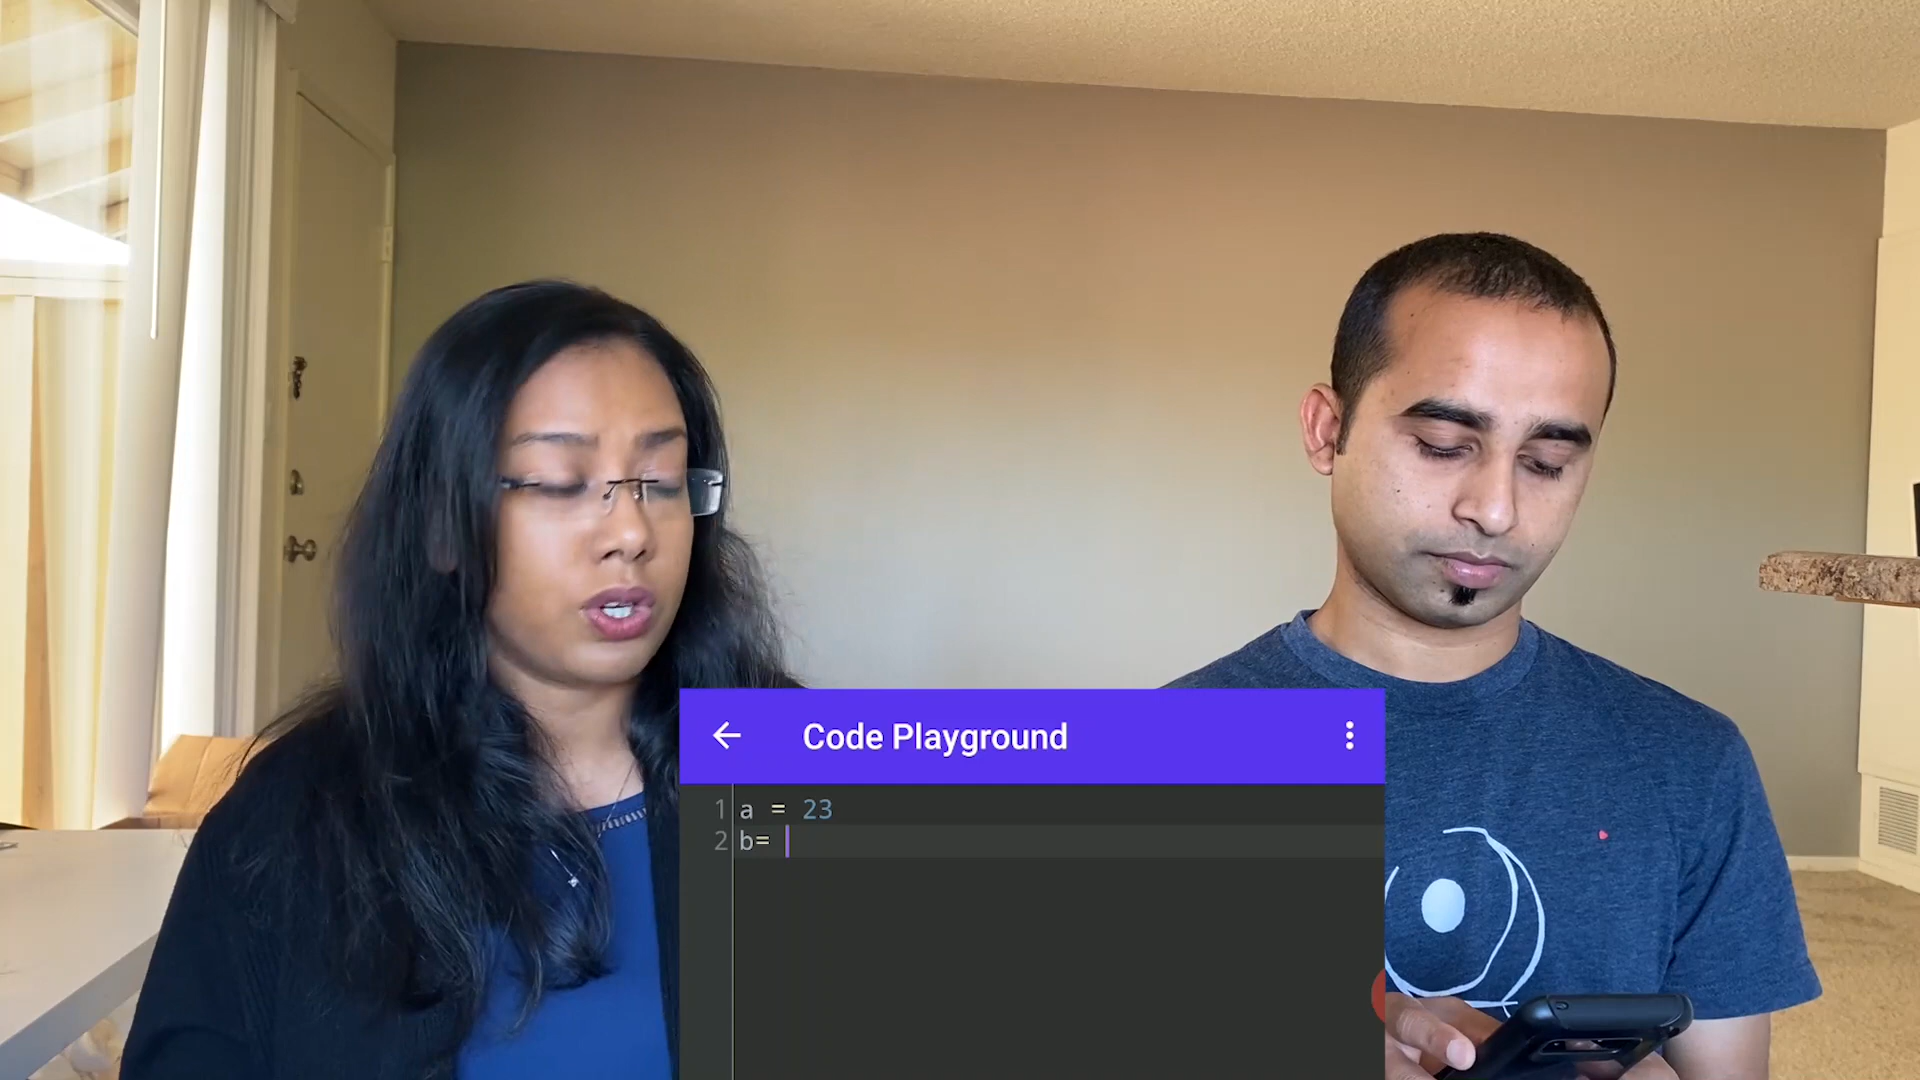 Code Playground
1 a = 23
2 b=